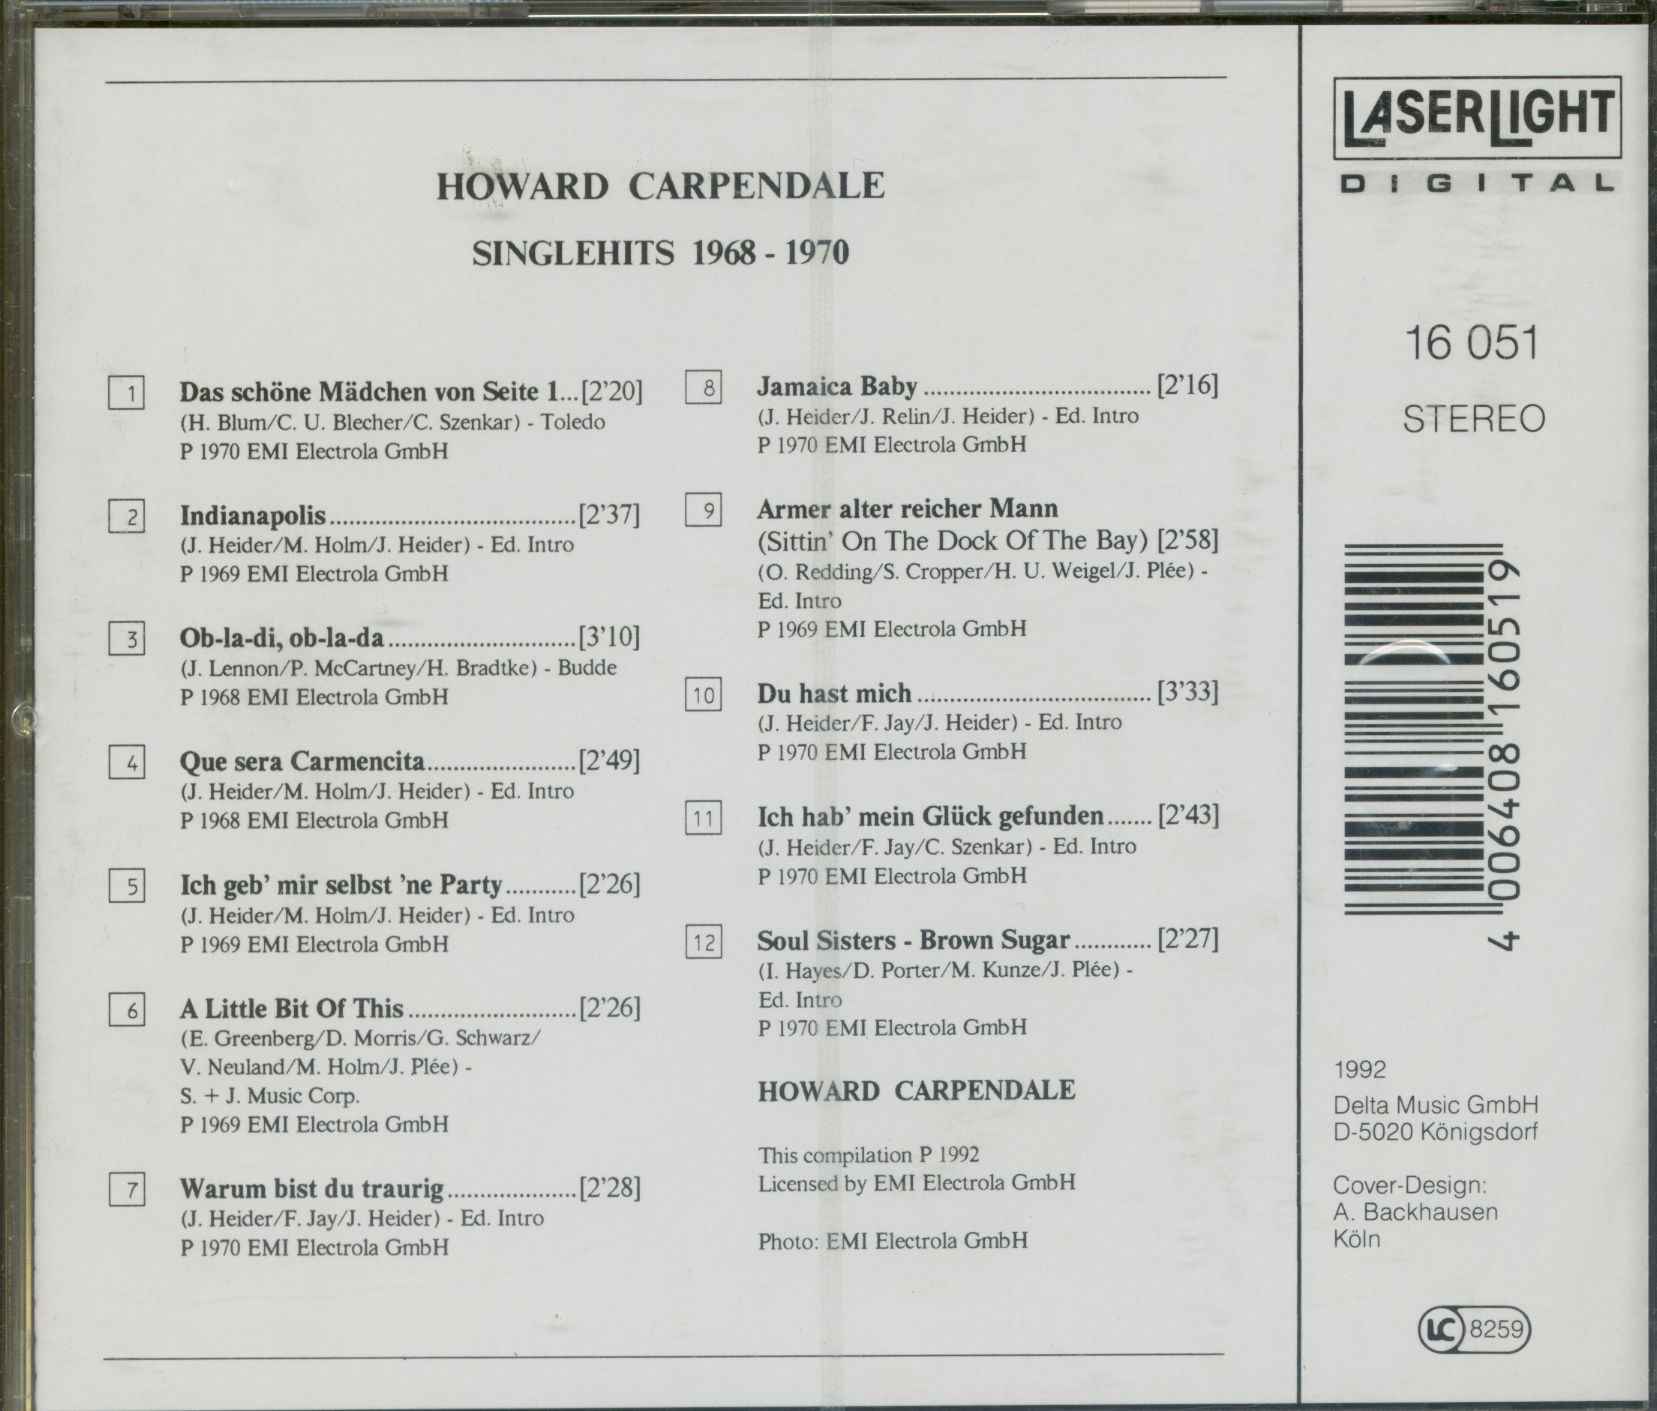 HOWARD CARPENDALE
SINGLEHITS 1968 - 1970
1 Das schöne Mädchen von Seite 1...[2'20]
(H. Blum/C. U. Blecher/C. Szenkar) - Toledo
P 1970 EMI Electrola GmbH
2 Indianapolis......................................[2'37]
(J. Heider/M. Holm/J. Heider) - Ed. Intro
P 1969 EMI Electrola GmbH
3 Ob-la-di, ob-la-da.............................[3'10]
(J. Lennon/P. McCartney/H. Bradtke) - Budde
P 1968 EMI Electrola GmbH
4 Que sera Carmencita.......................[2'49]
(J. Heider/M. Holm/J. Heider) - Ed. Intro
P 1968 EMI Electrola GmbH
5 Ich geb' mir selbst 'ne Party...........[2'26]
(J. Heider/M. Holm/J. Heider) - Ed. Intro
P 1969 EMI Electrola GmbH
6 A Little Bit Of This..........................[2'26]
(E. Greenberg/D. Morris/G. Schwarz/
V. Neuland/M. Holm/J. Plée) -
S. + J. Music Corp.
P 1969 EMI Electrola GmbH
7 Warum bist du traurig....................[2'28]
(J. Heider/F. Jay/J. Heider) - Ed. Intro
P 1970 EMI Electrola GmbH
8 Jamaica Baby ................................... [2'16]
(J. Heider/J. Relin/J. Heider) - Ed. Intro
P 1970 EMI Electrola GmbH
9 Armer alter reicher Mann
(Sittin' On The Dock Of The Bay) [2'58]
(O. Redding/S. Cropper/H. U. Weigel/J. Plée) -
Ed. Intro
P 1969 EMI Electrola GmbH
10 Du hast mich .................................... [3'33]
(J. Heider/F. Jay/J. Heider) - Ed. Intro
P 1970 EMI Electrola GmbH
11 Ich hab' mein Glück gefunden....... [2'43]
(J. Heider/F. Jay/C. Szenkar) - Ed. Intro
P 1970 EMI Electrola GmbH
12 Soul Sisters - Brown Sugar............ [2'27]
(I. Hayes/D. Porter/M. Kunze/J. Plée) -
Ed. Intro
P 1970 EMI Electrola GmbH
HOWARD CARPENDALE
This compilation P 1992
Licensed by EMI Electrola GmbH
Photo: EMI Electrola GmbH
LASERLIGHT
DIGITAL
16 051
STEREO
4 006408 160519
1992
Delta Music GmbH
D-5020 Königsdorf
Cover-Design:
A. Backhausen
Köln
LC 8259